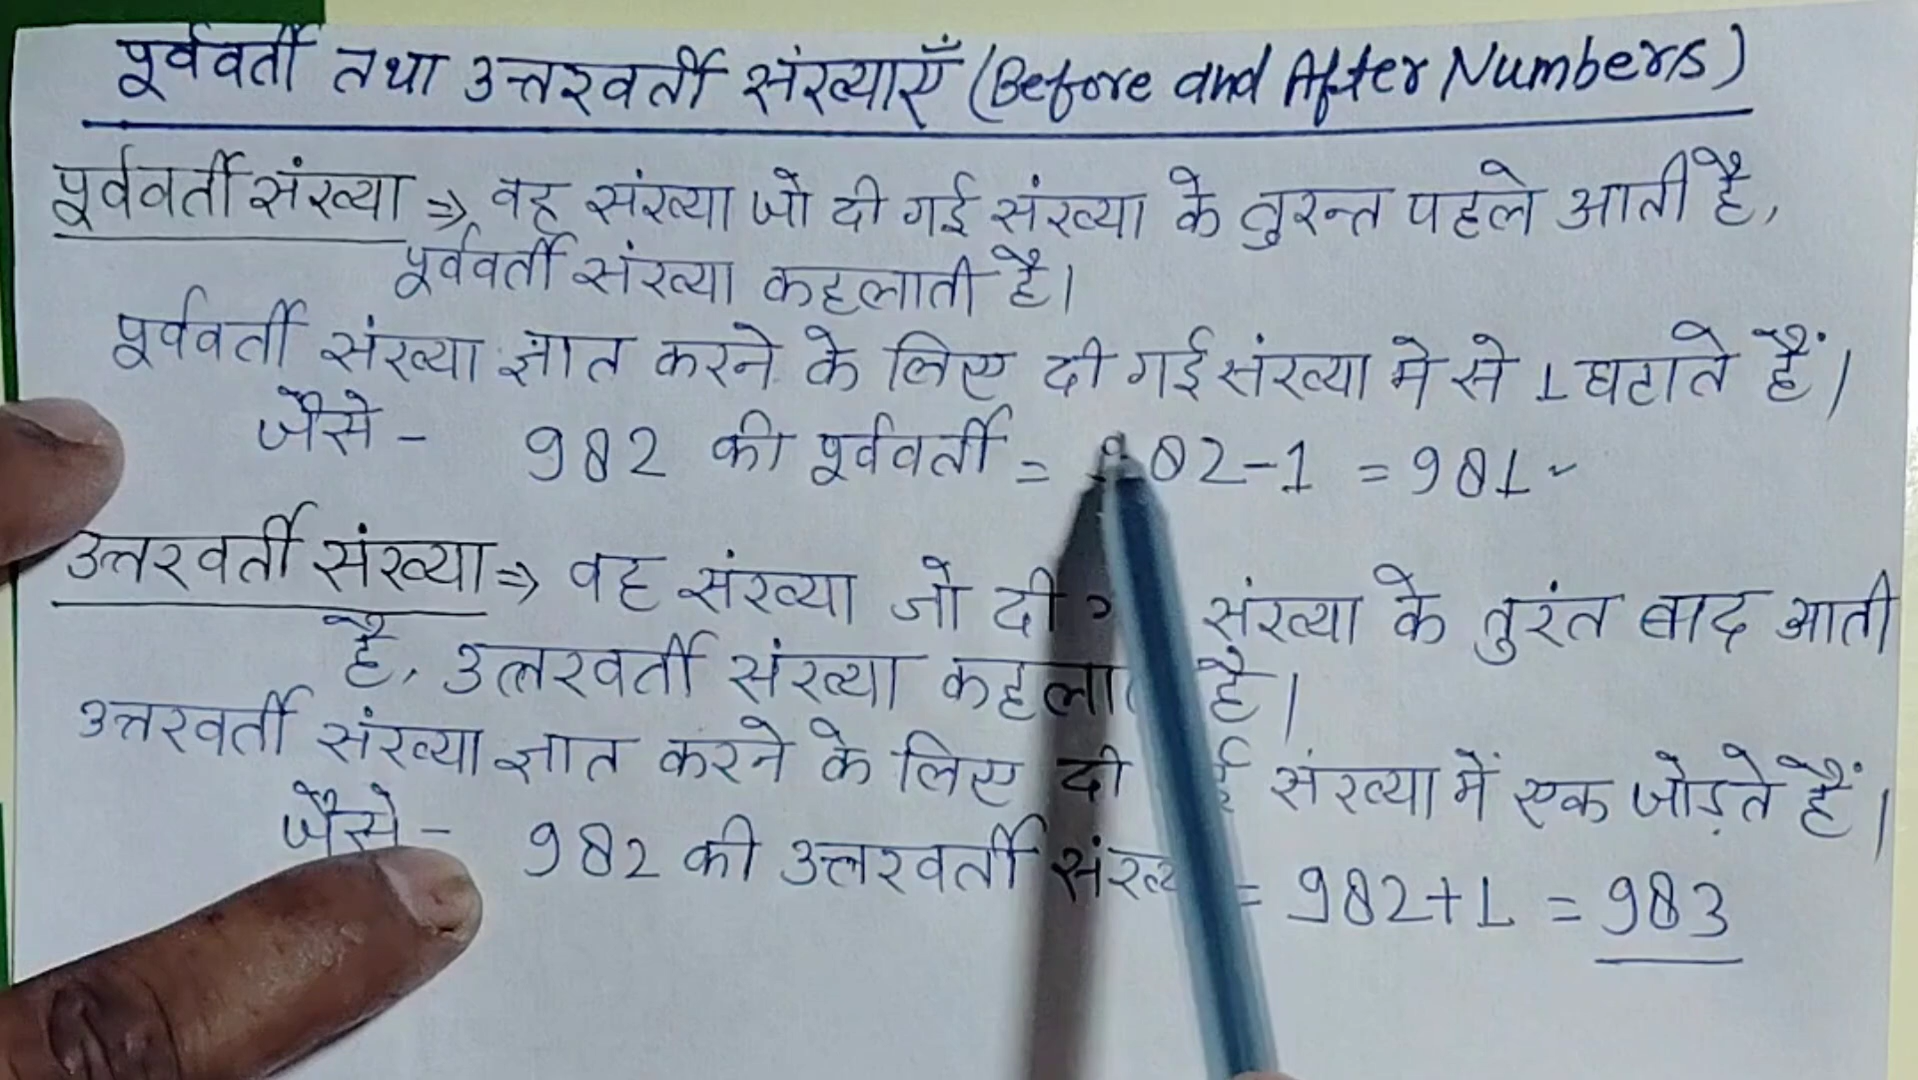 पूर्ववर्ती तथा उत्तरवर्ती संख्याएँ (Before and After Numbers)
पूर्ववर्ती संख्या ⇒ वह संख्या जो दी गई संख्या के तुरन्त पहले आती है,
पूर्ववर्ती संख्या कहलाती है।
पूर्ववर्ती संख्या ज्ञात करने के लिए दी गई संख्या मे से 1 घटाते हैं।
जैसे - 982 की पूर्ववर्ती = 982-1 = 981
उत्तरवर्ती संख्या ⇒ वह संख्या जो दी संख्या के तुरंत बाद आती
है, उत्तरवर्ती संख्या है।
उत्तरवर्ती संख्या ज्ञात करने के लिए दी संख्या में एक जोड़ते हैं।
जैसे - 982 की उत्तरवर्ती = 982+1 = 983